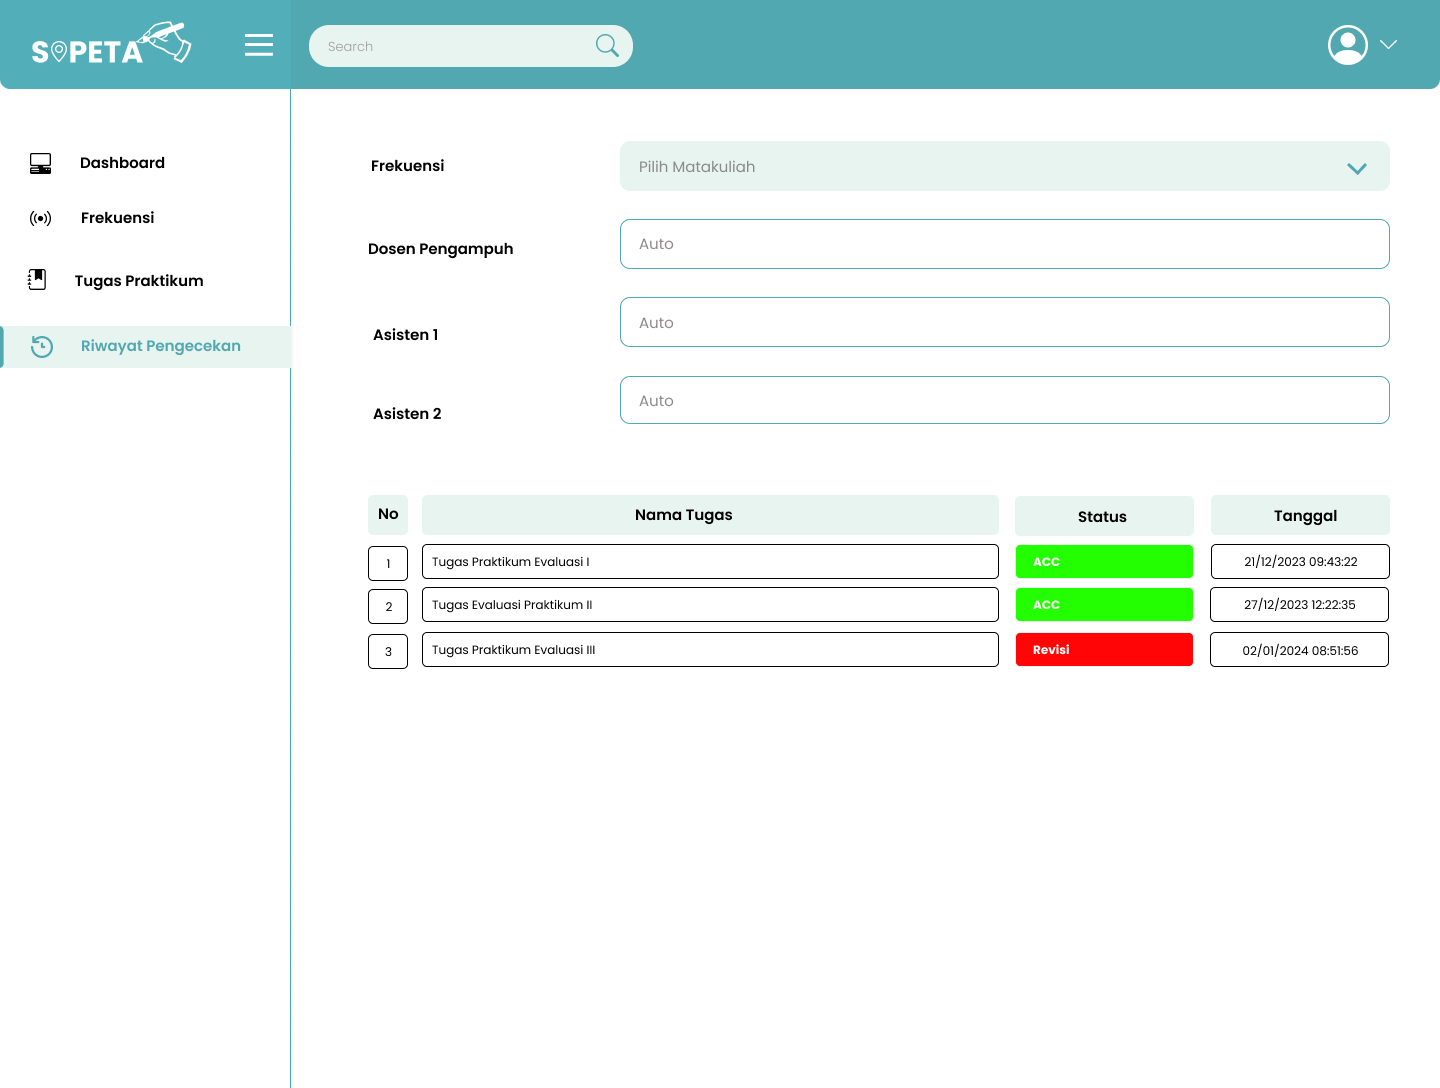 SIPETA
Search
Dashboard
Frekuensi
Tugas Praktikum
Riwayat Pengecekan
Frekuensi
Pilih Matakuliah
Dosen Pengampuh
Auto
Asisten 1
Auto
Asisten 2
Auto
No Nama Tugas Status Tanggal
1 Tugas Praktikum Evaluasi I ACC 21/12/2023 09:43:22
2 Tugas Evaluasi Praktikum II ACC 27/12/2023 12:22:35
3 Tugas Praktikum Evaluasi III Revisi 02/01/2024 08:51:56